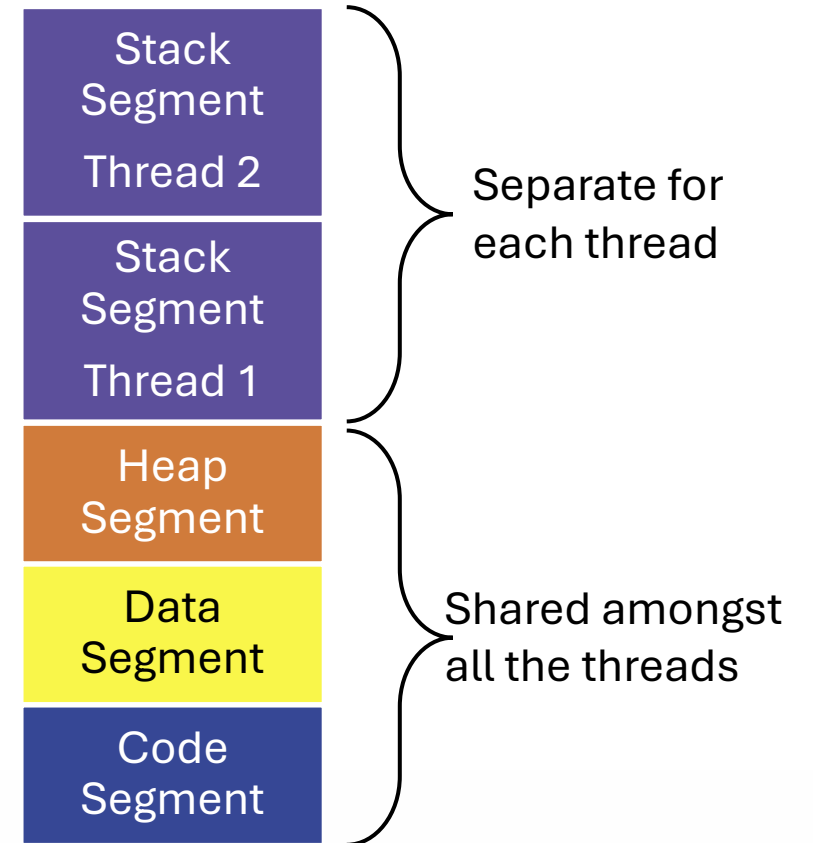 Stack
Segment
Thread 2
Separate for
each thread
Stack
Segment
Thread 1
Heap
Segment
Data
Segment
Shared amongst
all the threads
Code
Segment